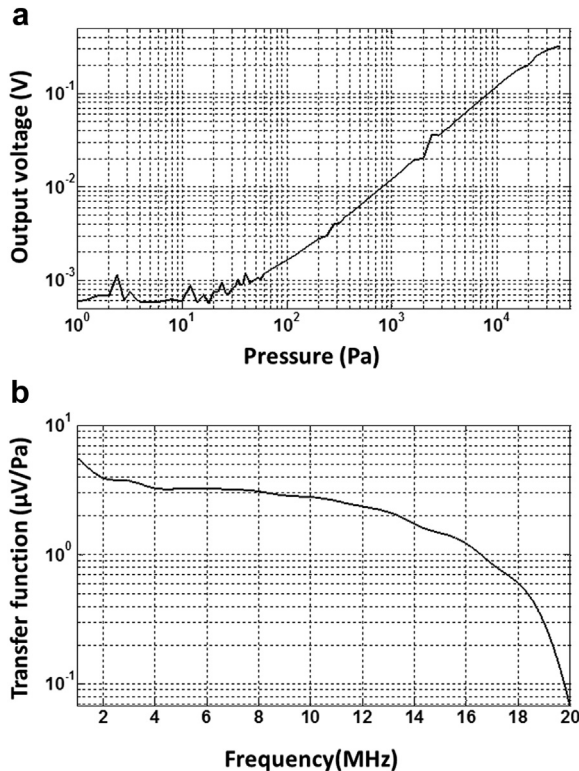 a
Output voltage (V)
10⁻¹
10⁻²
10⁻³
10⁰ 10¹ 10² 10³ 10⁴
Pressure (Pa)
b
Transfer function (µV/Pa)
10¹
10⁰
10⁻¹
2 4 6 8 10 12 14 16 18 20
Frequency(MHz)